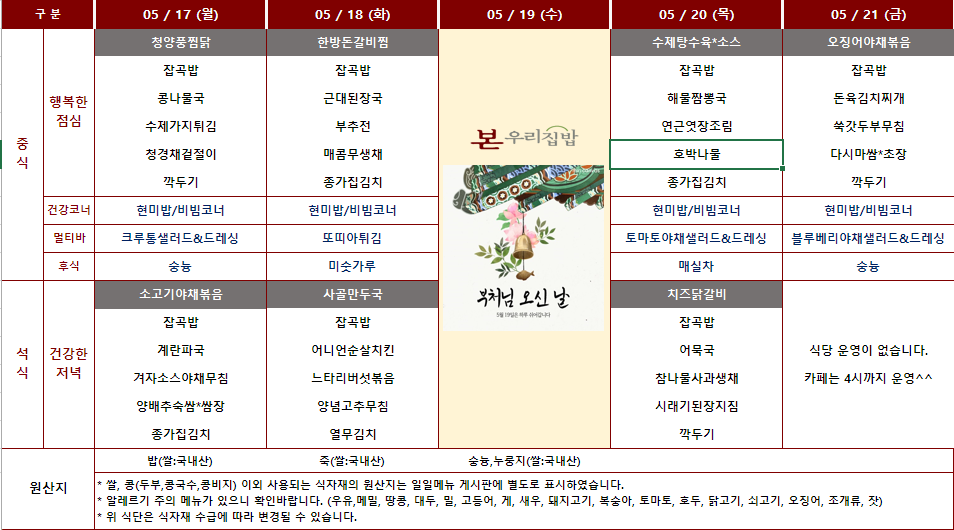 구 분 05 / 17 (월) 05 / 18 (화) 05 / 19 (수) 05 / 20 (목) 05 / 21 (금)
중식
행복한 점심
청양풍찜닭 한방돈갈비찜 수제탕수육*소스 오징어야채볶음
잡곡밥 잡곡밥 잡곡밥 잡곡밥
콩나물국 근대된장국 해물짬뽕국 돈육김치찌개
수제가지튀김 부추전 연근엿장조림 쑥갓두부무침
청경채겉절이 매콤무생채 호박나물 다시마쌈*초장
깍두기 종가집김치 종가집김치 깍두기
건강코너 현미밥/비빔코너 현미밥/비빔코너 현미밥/비빔코너 현미밥/비빔코너
멀티바 크루통샐러드&드레싱 또띠아튀김 토마토야채샐러드&드레싱 블루베리야채샐러드&드레싱
후식 숭늉 미숫가루 매실차 숭늉
본 우리집밥
부처님 오신 날
5월 19일은 하루 쉬어갑니다
석식
건강한 저녁
소고기야채볶음 사골만두국 치즈닭갈비
잡곡밥 잡곡밥 잡곡밥
계란파국 어니언순살치킨 어묵국 식당 운영이 없습니다.
겨자소스야채무침 느타리버섯볶음 참나물사과생채 카페는 4시까지 운영^^
양배추숙쌈*쌈장 양념고추무침 시래기된장지짐
종가집김치 열무김치 깍두기
원산지
밥(쌀:국내산) 죽(쌀:국내산) 숭늉,누룽지(쌀:국내산)
* 쌀, 콩(두부,콩국수,콩비지) 이외 사용되는 식자재의 원산지는 일일메뉴 게시판에 별도로 표시하였습니다.
* 알레르기 주의 메뉴가 있으니 확인바랍니다. (우유,메밀, 땅콩, 대두, 밀, 고등어, 게, 새우, 돼지고기, 복숭아, 토마토, 호두, 닭고기, 쇠고기, 오징어, 조개류, 잣)
* 위 식단은 식자재 수급에 따라 변경될 수 있습니다.